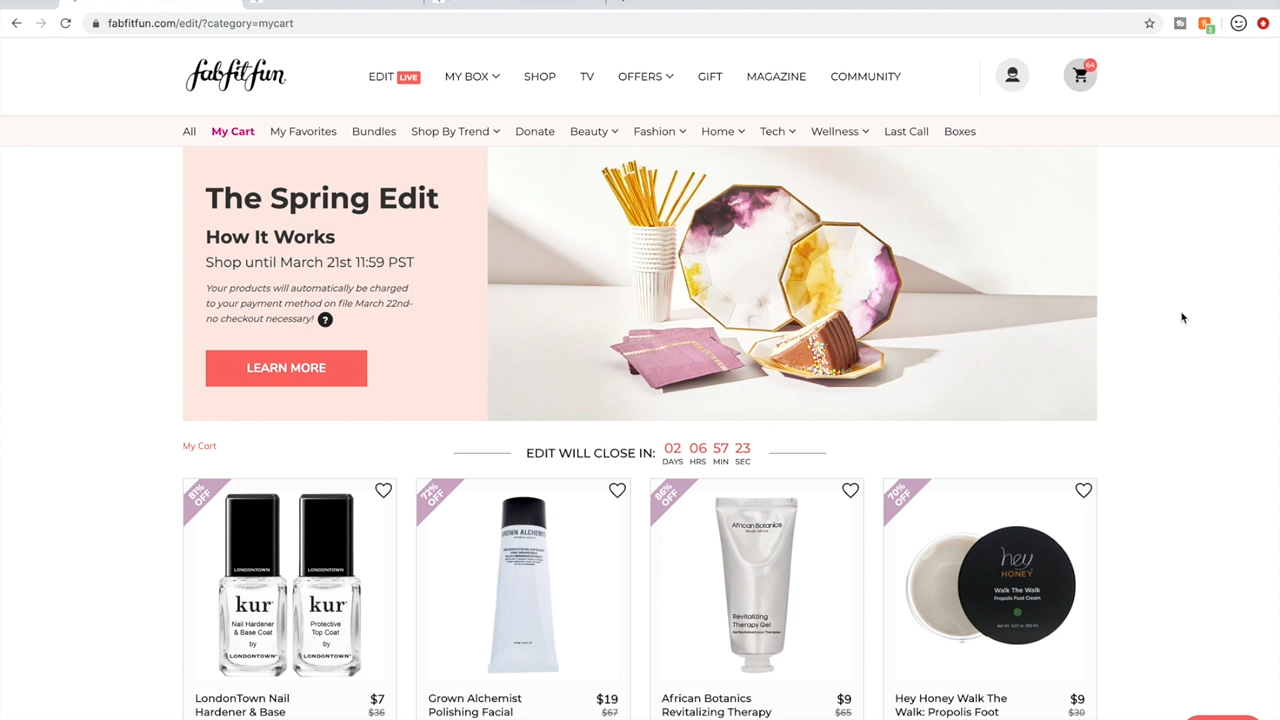 fabfitfun.com/edit/?category=mycart
2
fabfitfun.
EDIT LIVE MY BOX SHOP TV OFFERS GIFT MAGAZINE COMMUNITY
64
All My Cart My Favorites Bundles Shop By Trend Donate Beauty Fashion Home Tech Wellness Last Call Boxes
The Spring Edit
How It Works
Shop until March 21st 11:59 PST
Your products will automatically be charged
to your payment method on file March 22nd-
no checkout necessary! ?
LEARN MORE
My Cart
EDIT WILL CLOSE IN: 02 06 57 23
DAYS HRS MIN SEC
81% OFF
72% OFF
86% OFF
70% OFF
LONDONTOWN LONDONTOWN
kur kur
Nail Hardener & Base Coat by LONDONTOWN
Protective Top Coat by LONDONTOWN
GROWN ALCHEMIST
African Botanics
SOUTH AFRICA
Revitalizing
Therapy Gel
hey
HONEY
Walk The Walk
Propolis Foot Cream
LondonTown Nail
Hardener & Base
$7
$36
Grown Alchemist
Polishing Facial
$19
$67
African Botanics
Revitalizing Therapy
$9
$65
Hey Honey Walk The
Walk: Propolis Foot
$9
$30